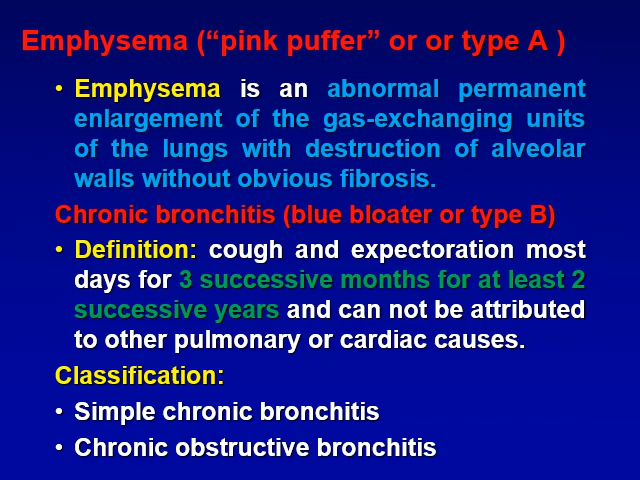 Emphysema (“pink puffer” or or type A )
• Emphysema is an abnormal permanent
enlargement of the gas-exchanging units
of the lungs with destruction of alveolar
walls without obvious fibrosis.
Chronic bronchitis (blue bloater or type B)
• Definition: cough and expectoration most
days for 3 successive months for at least 2
successive years and can not be attributed
to other pulmonary or cardiac causes.
Classification:
• Simple chronic bronchitis
• Chronic obstructive bronchitis